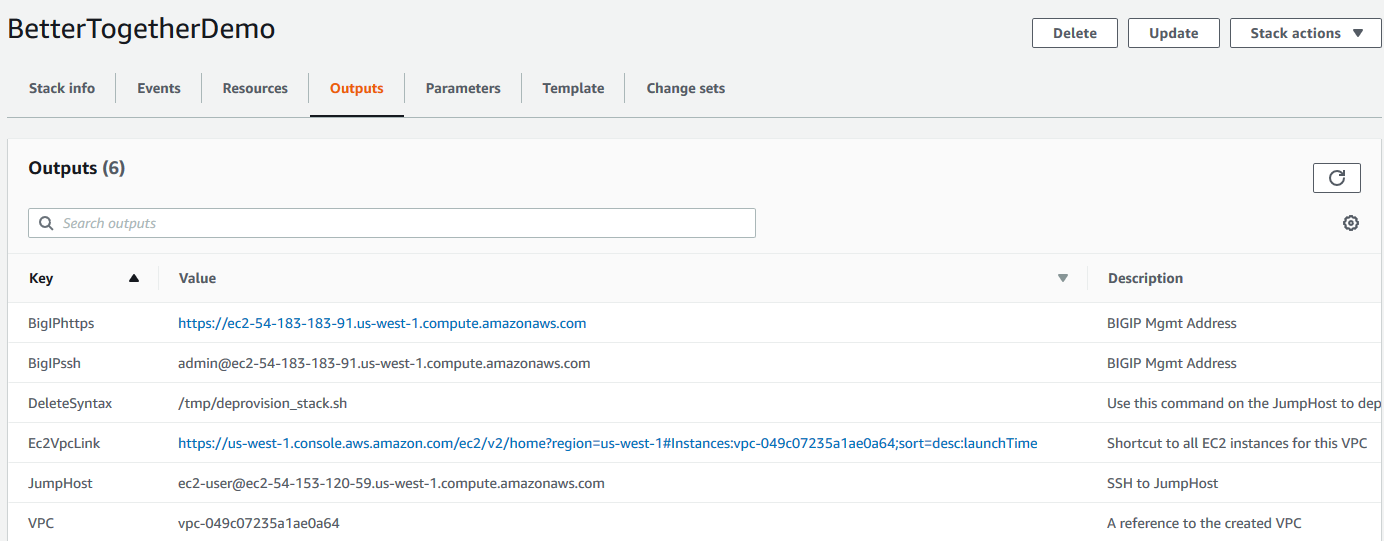 BetterTogetherDemo
Delete Update Stack actions
Stack info Events Resources Outputs Parameters Template Change sets
Outputs (6)
Search outputs
Key Value Description
BigIPhttps https://ec2-54-183-183-91.us-west-1.compute.amazonaws.com BIGIP Mgmt Address
BigIPssh admin@ec2-54-183-183-91.us-west-1.compute.amazonaws.com BIGIP Mgmt Address
DeleteSyntax /tmp/deprovision_stack.sh Use this command on the JumpHost to dep
Ec2VpcLink https://us-west-1.console.aws.amazon.com/ec2/v2/home?region=us-west-1#Instances:vpc-049c07235a1ae0a64;sort=desc:launchTime Shortcut to all EC2 instances for this VPC
JumpHost ec2-user@ec2-54-153-120-59.us-west-1.compute.amazonaws.com SSH to JumpHost
VPC vpc-049c07235a1ae0a64 A reference to the created VPC